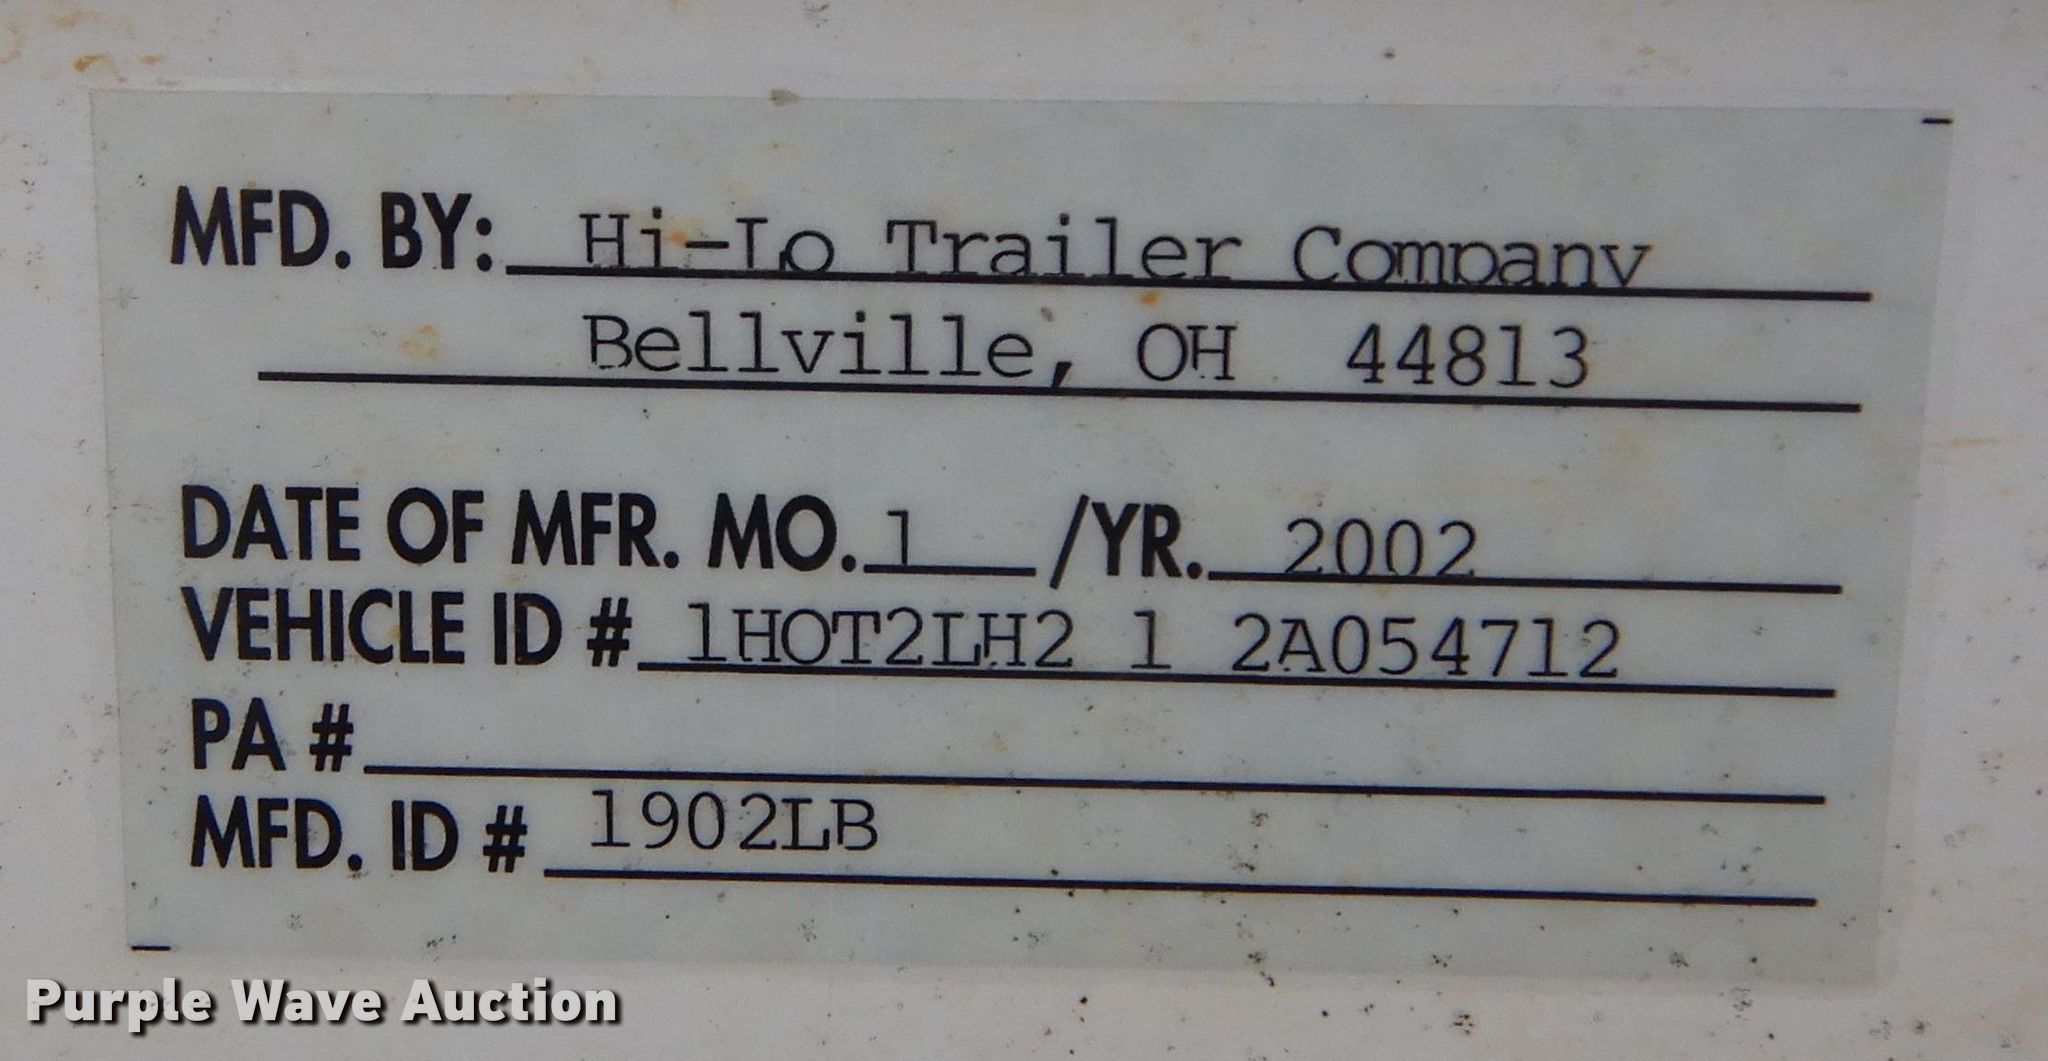 MFD. BY: Hi-Lo Trailer Company
Bellville, OH 44813
DATE OF MFR. MO. 1 /YR. 2002
VEHICLE ID # 1HOT2LH2 1 2A054712
PA #
MFD. ID # 1902LB
Purple Wave Auction